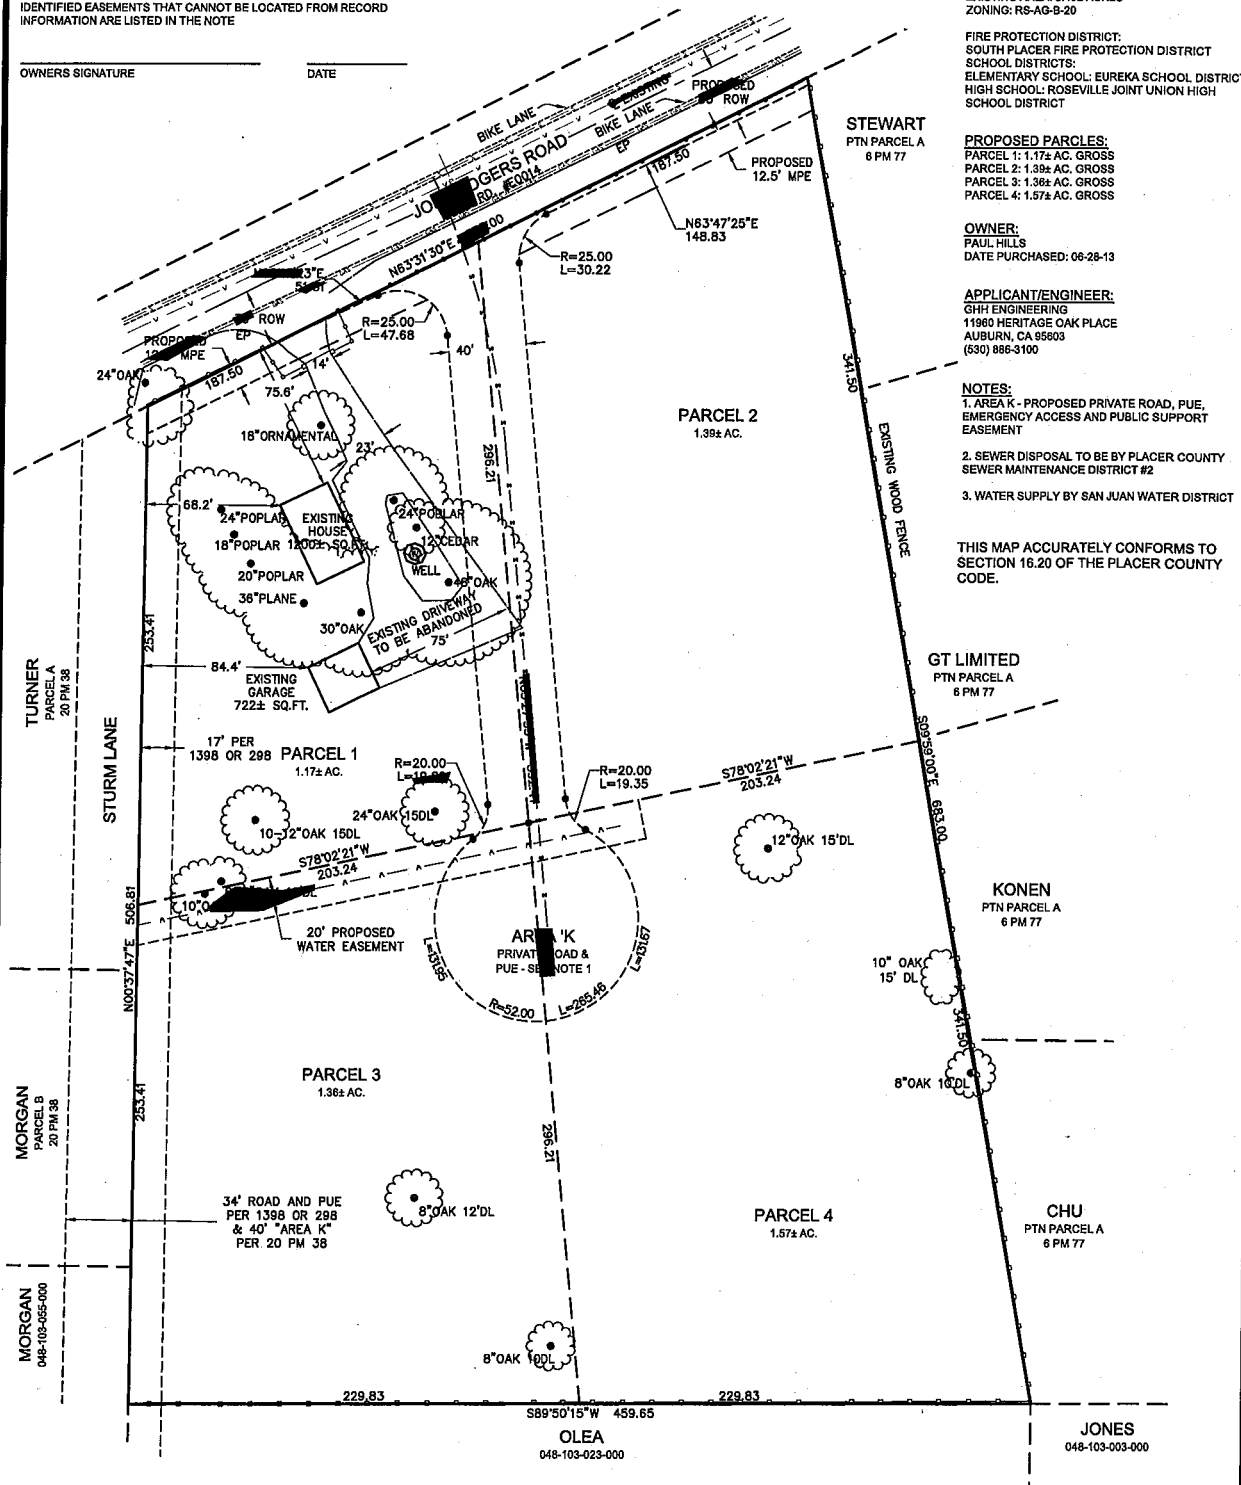 IDENTIFIED EASEMENTS THAT CANNOT BE LOCATED FROM RECORD
INFORMATION ARE LISTED IN THE NOTE
OWNERS SIGNATURE
DATE
ZONING: RS-AG-B-20
FIRE PROTECTION DISTRICT:
SOUTH PLACER FIRE PROTECTION DISTRICT
SCHOOL DISTRICTS:
ELEMENTARY SCHOOL: EUREKA SCHOOL DISTRIC
HIGH SCHOOL: ROSEVILLE JOINT UNION HIGH
SCHOOL DISTRICT
PROPOSED PARCLES:
PARCEL 1: 1.17± AC. GROSS
PARCEL 2: 1.39± AC. GROSS
PARCEL 3: 1.36± AC. GROSS
PARCEL 4: 1.57± AC. GROSS
OWNER:
PAUL HILLS
DATE PURCHASED: 06-28-13
APPLICANT/ENGINEER:
GHH ENGINEERING
11960 HERITAGE OAK PLACE
AUBURN, CA 95603
(530) 886-3100
NOTES:
1. AREA K - PROPOSED PRIVATE ROAD, PUE,
EMERGENCY ACCESS AND PUBLIC SUPPORT
EASEMENT
2. SEWER DISPOSAL TO BE BY PLACER COUNTY
SEWER MAINTENANCE DISTRICT #2
3. WATER SUPPLY BY SAN JUAN WATER DISTRICT
THIS MAP ACCURATELY CONFORMS TO
SECTION 16.20 OF THE PLACER COUNTY
CODE.
STEWART
PTN PARCEL A
6 PM 77
BIKE LANE
EXISTING
BIKE LANE
ROW
EP
ROAD
RD. #E0014
187.50
PROPOSED
12.5' MPE
N63°47'25"E
148.83
N63°31'30"E
R=25.00
L=30.22
R=25.00
L=47.68
40'
ROW
EP
MPE
24"OAK
187.50
14'
75.6'
18"ORNAMENTAL
23'
341.50
PARCEL 2
1.39± AC.
EXISTING WOOD FENCE
296.21
68.2'
24"POPLAR
18"POPLAR
20"POPLAR
36"PLANE
30"OAK
EXISTING
HOUSE
1200± SQ.FT.
24"POPLAR
12"CEDAR
WELL
48"OAK
EXISTING DRIVEWAY
TO BE ABANDONED
75'
84.4'
EXISTING
GARAGE
722± SQ.FT.
253.41
TURNER
PARCEL A
20 PM 38
STURM LANE
17' PER
1398 OR 298
PARCEL 1
1.17± AC.
GT LIMITED
PTN PARCEL A
6 PM 77
S09°59'00"E 683.00
R=20.00
R=20.00
L=19.35
S78°02'21"W
203.24
24"OAK 15DL
10-12"OAK 15DL
S78°02'21"W
203.24
12"OAK 15'DL
20' PROPOSED
WATER EASEMENT
N00°37'47"E 506.81
PRIVATE ROAD &
PUE - SEE NOTE 1
L=131.95
L=131.67
R=52.00
L=265.46
KONEN
PTN PARCEL A
6 PM 77
10" OAK
15' DL
341.50
8"OAK 10'DL
PARCEL 3
1.36± AC.
253.41
MORGAN
PARCEL B
20 PM 38
296.21
34' ROAD AND PUE
PER 1398 OR 298
& 40' "AREA K"
PER 20 PM 38
8"OAK 12'DL
PARCEL 4
1.57± AC.
CHU
PTN PARCEL A
6 PM 77
MORGAN
048-103-055-000
8"OAK 10DL
229.83
229.83
S89°50'15"W 459.65
OLEA
048-103-023-000
JONES
048-103-003-000